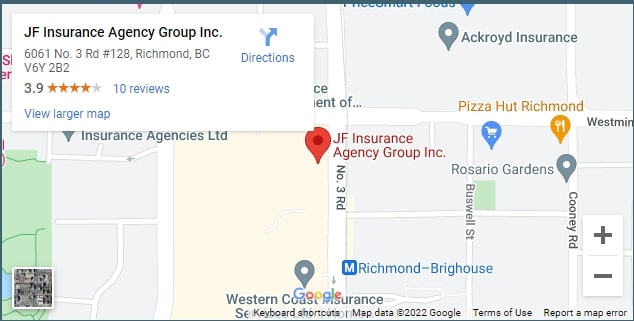 PriceSmart Foods
JF Insurance Agency Group Inc.
6061 No. 3 Rd #128, Richmond, BC
V6Y 2B2
3.9
10 reviews
View larger map
Directions
Ackroyd Insurance
Insurance Agencies Ltd
Pizza Hut Richmond
Westmin
JF Insurance
Agency Group Inc.
Rosario Gardens
No. 3 Rd
Buswell St
Cooney Rd
M Richmond–Brighouse
Western Coast Insurance
Google
Keyboard shortcuts
Map data ©2022 Google
Terms of Use
Report a map error